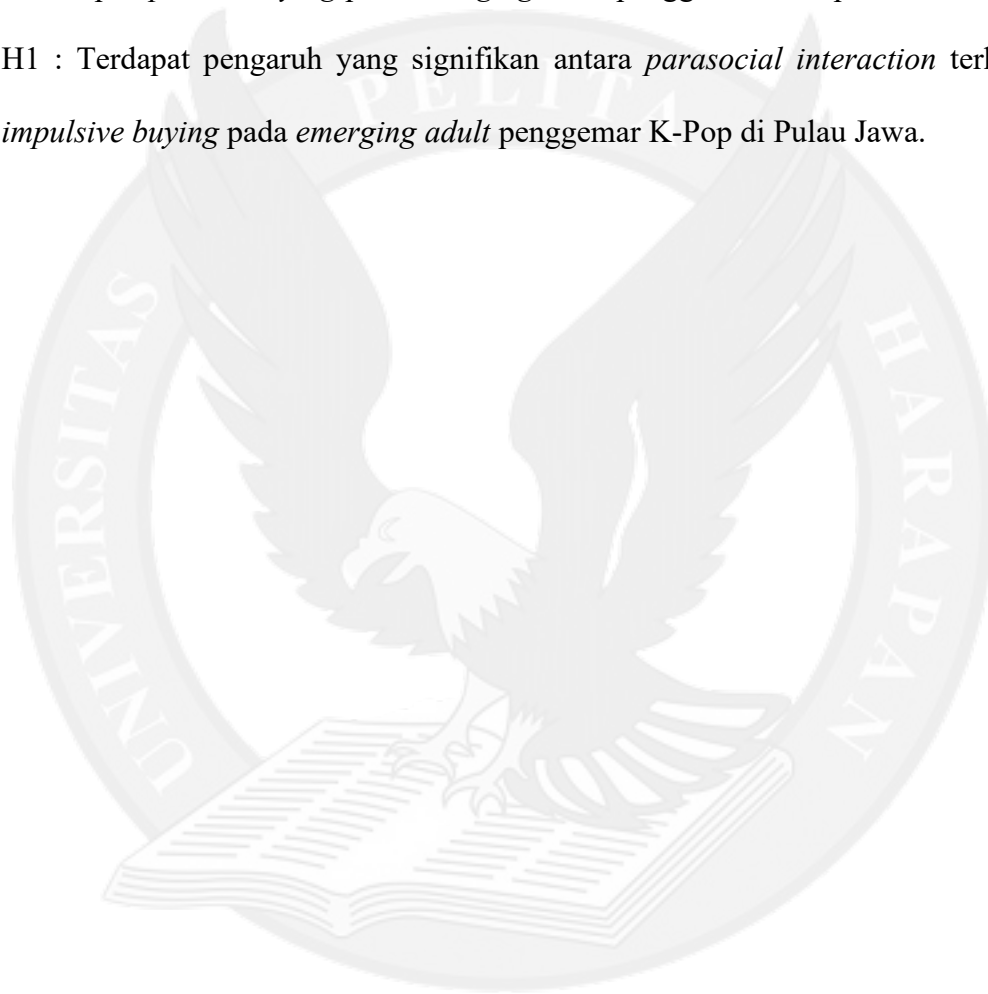 H1 : Terdapat pengaruh yang signifikan antara parasocial interaction
impulsive buying pada emerging adult penggemar K-Pop di Pulau Jawa.
UNIVERSITAS PELITA HARAPAN